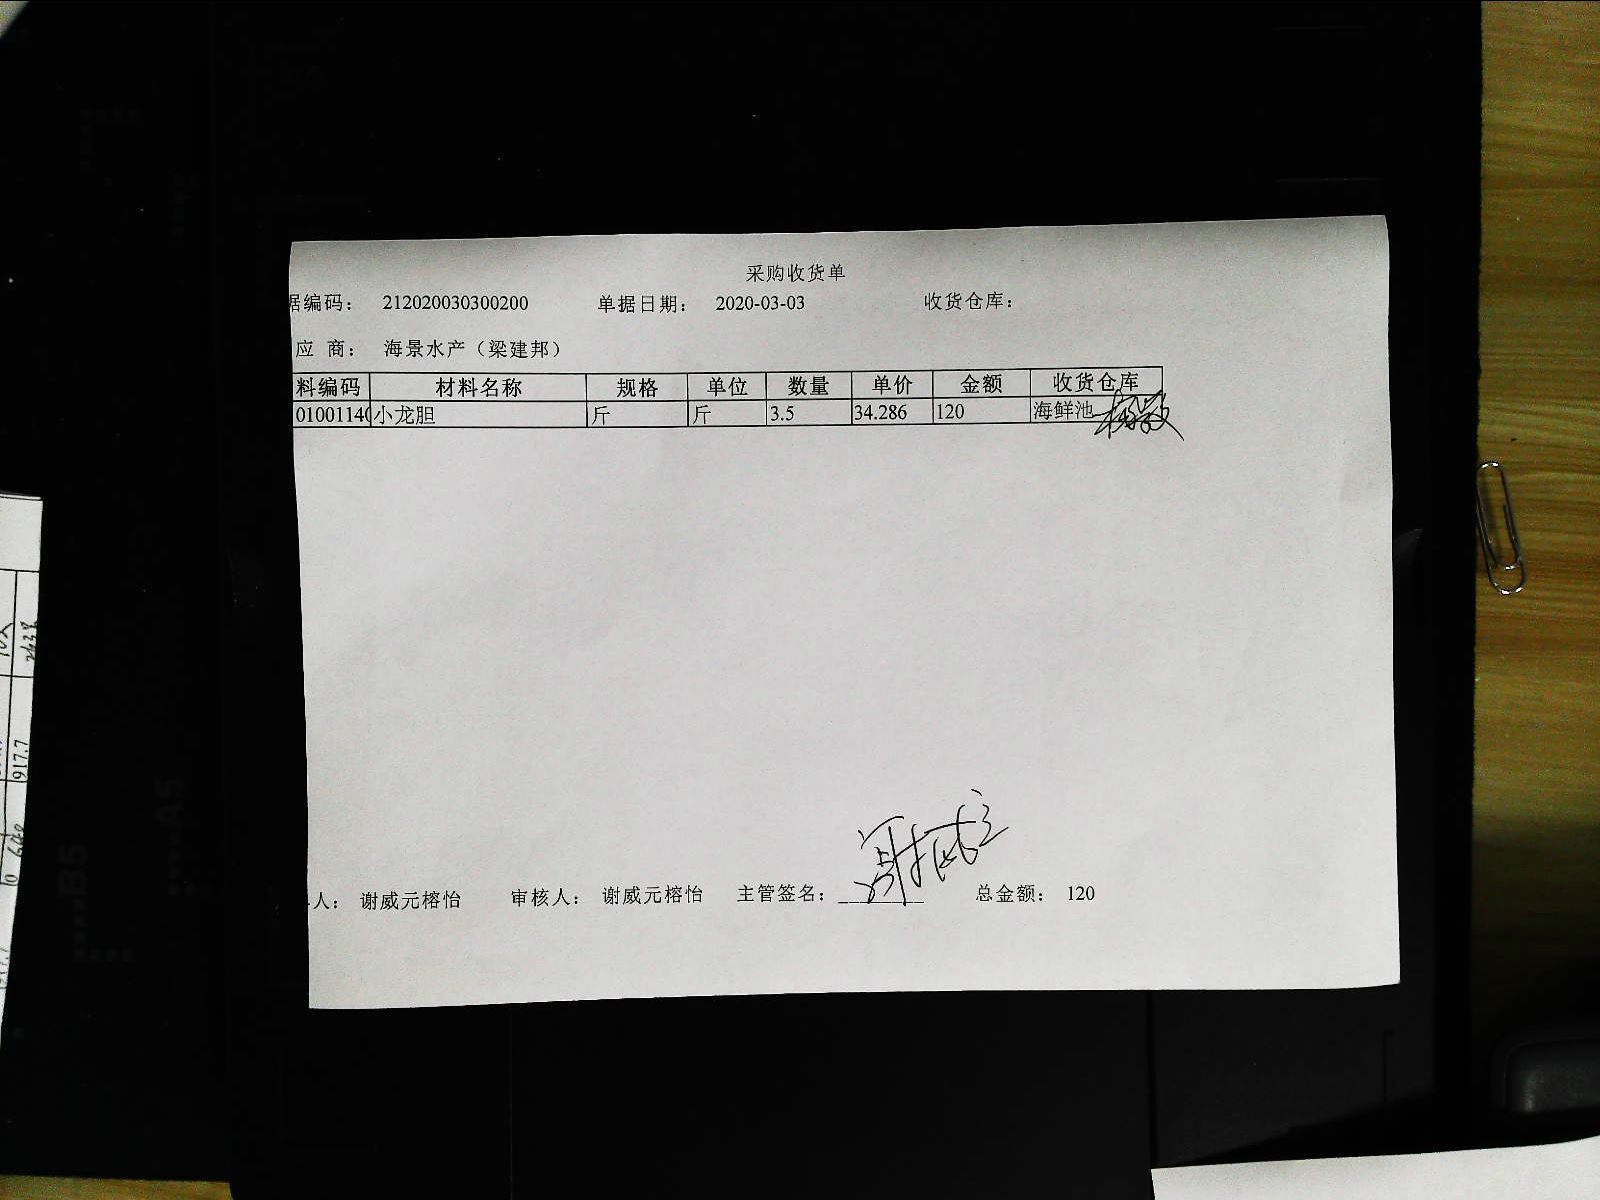 采购收货单
据编码： 212020030300200 单据日期： 2020-03-03 收货仓库：
应 商： 海景水产（梁建邦）
料编码 材料名称 规格 单位 数量 单价 金额 收货仓库
01001140 小龙胆 斤 斤 3.5 34.286 120 海鲜池
人： 谢威元榕怡 审核人： 谢威元榕怡 主管签名： 总金额： 120
917.7
B5
A5